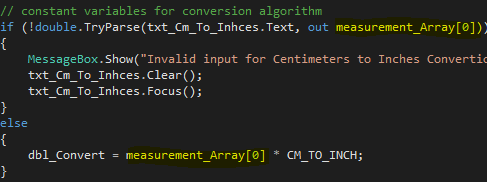 // constant variables for conversion algorithm
if (!double.TryParse(txt_Cm_To_Inhces.Text, out measurement_Array[0]))
{
MessageBox.Show("Invalid input for Centimeters to Inches Convertio
txt_Cm_To_Inhces.Clear();
txt_Cm_To_Inhces.Focus();
}
else
{
dbl_Convert = measurement_Array[0] * CM_TO_INCH;
}